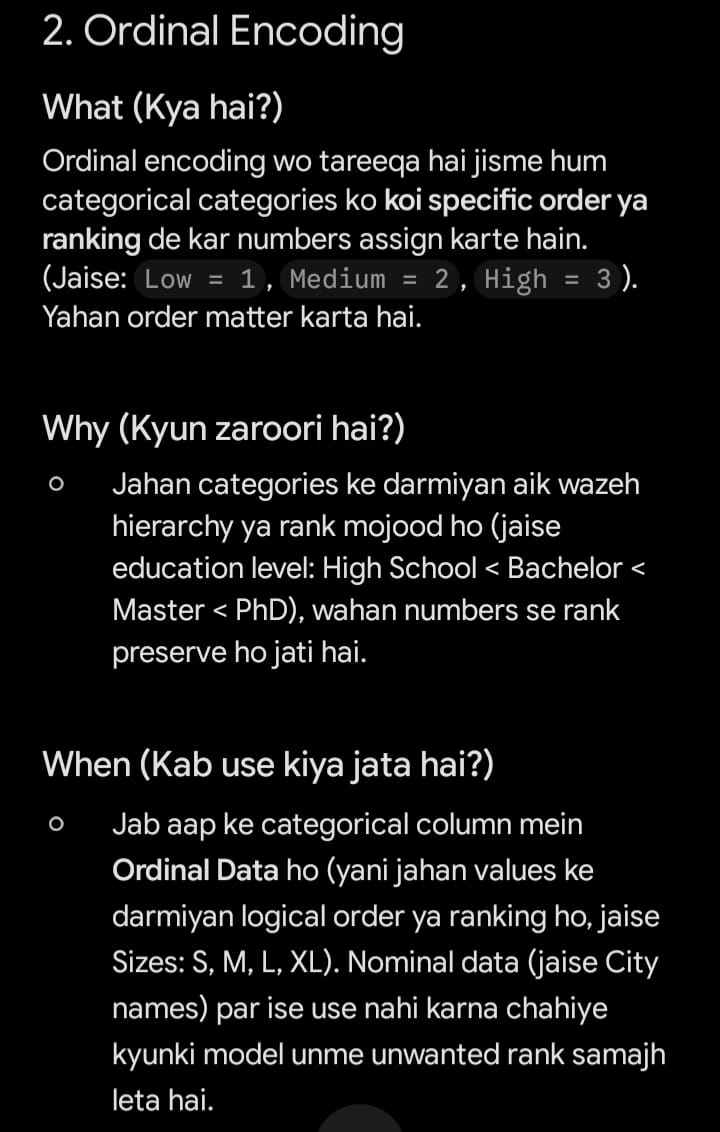 2. Ordinal Encoding
What (Kya hai?)
Ordinal encoding wo tareeqa hai jisme hum
categorical categories ko koi specific order ya
ranking de kar numbers assign karte hain.
(Jaise: Low = 1, Medium = 2, High = 3).
Yahan order matter karta hai.
Why (Kyun zaroori hai?)
Jahan categories ke darmiyan aik wazeh
hierarchy ya rank mojood ho (jaise
education level: High School < Bachelor <
Master < PhD), wahan numbers se rank
preserve ho jati hai.
When (Kab use kiya jata hai?)
Jab aap ke categorical column mein
Ordinal Data ho (yani jahan values ke
darmiyan logical order ya ranking ho, jaise
Sizes: S, M, L, XL). Nominal data (jaise City
names) par ise use nahi karna chahiye
kyunki model unme unwanted rank samajh
leta hai.